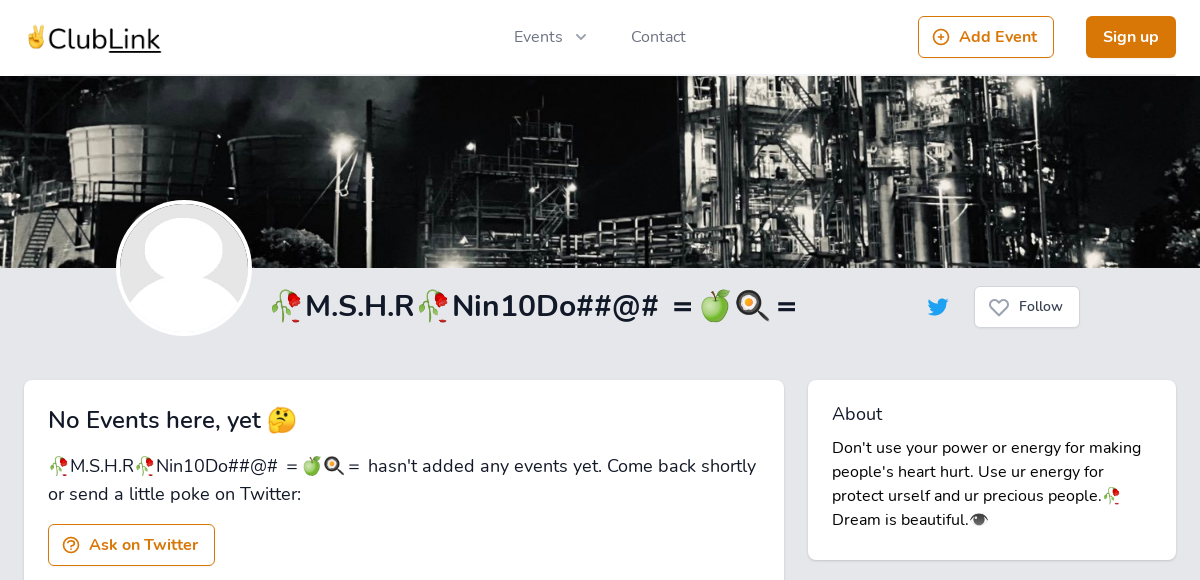 ✌️ClubLink
Events
Contact
Add Event
Sign up
🥀M.S.H.R🥀Nin10Do##@# ＝🍏🍳＝
Follow
No Events here, yet 🤔
🥀M.S.H.R🥀Nin10Do##@# ＝🍏🍳＝ hasn't added any events yet. Come back shortly
or send a little poke on Twitter:
Ask on Twitter
About
Don't use your power or energy for making
people's heart hurt. Use ur energy for
protect urself and ur precious people.🥀
Dream is beautiful.👁️